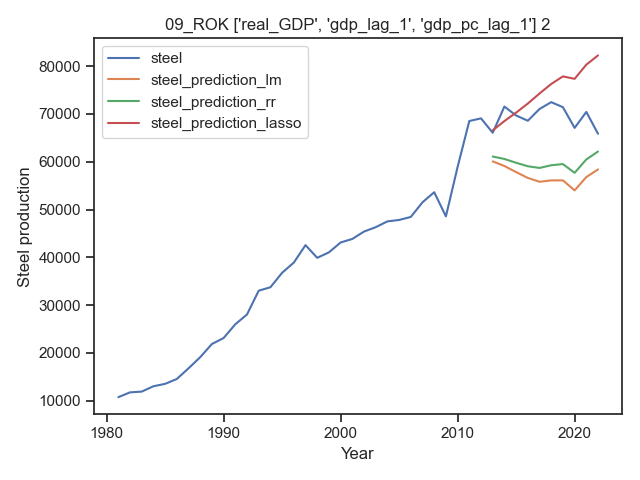 09_ROK ['real_GDP', 'gdp_lag_1', 'gdp_pc_lag_1'] 2
steel
steel_prediction_lm
steel_prediction_rr
steel_prediction_lasso
80000
70000
60000
50000
40000
30000
20000
10000
Steel production
1980
1990
2000
2010
2020
Year